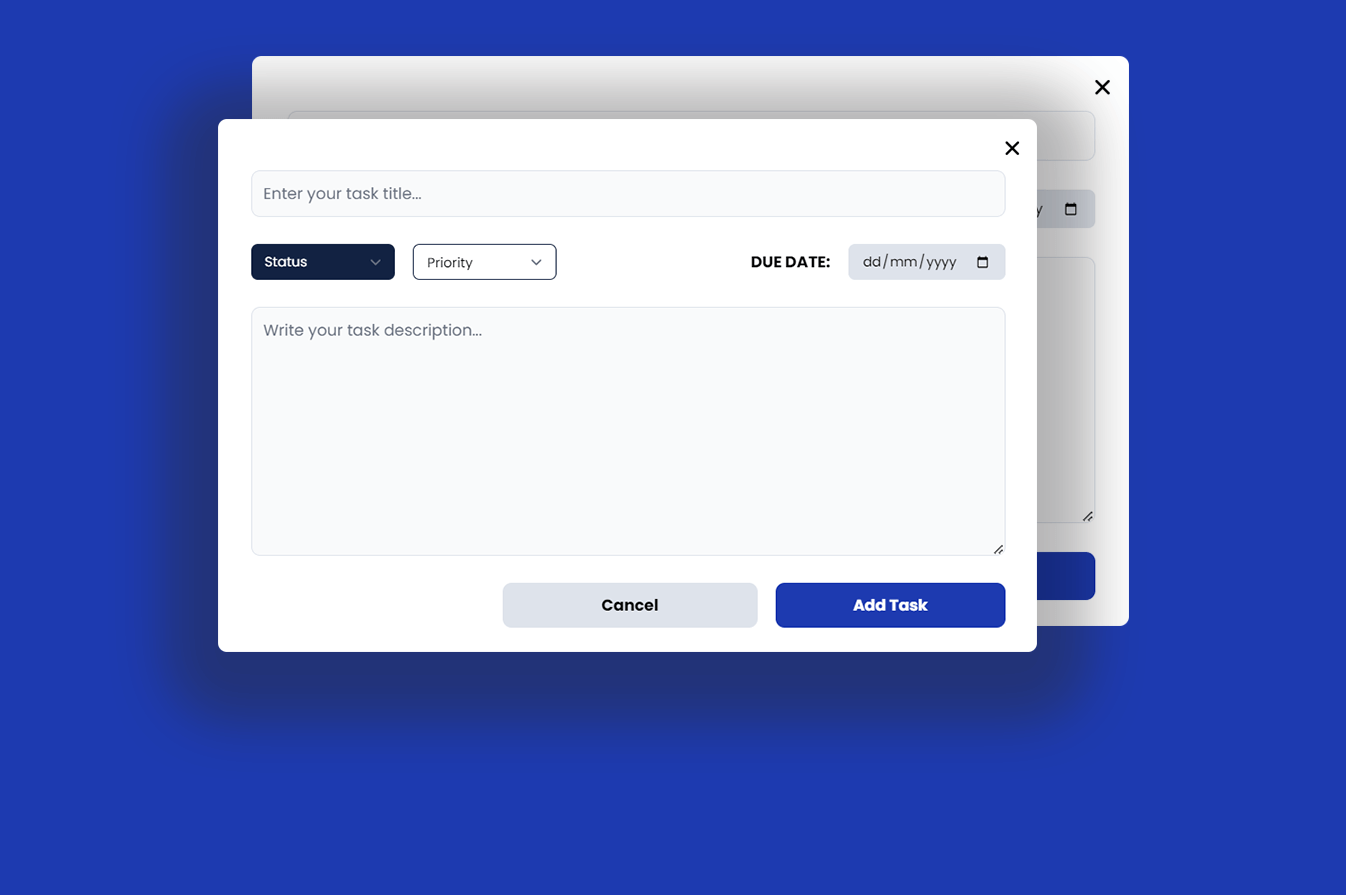 Enter your task title...
Status Priority DUE DATE: dd/mm/yyyy
y
Write your task description...
Cancel Add Task